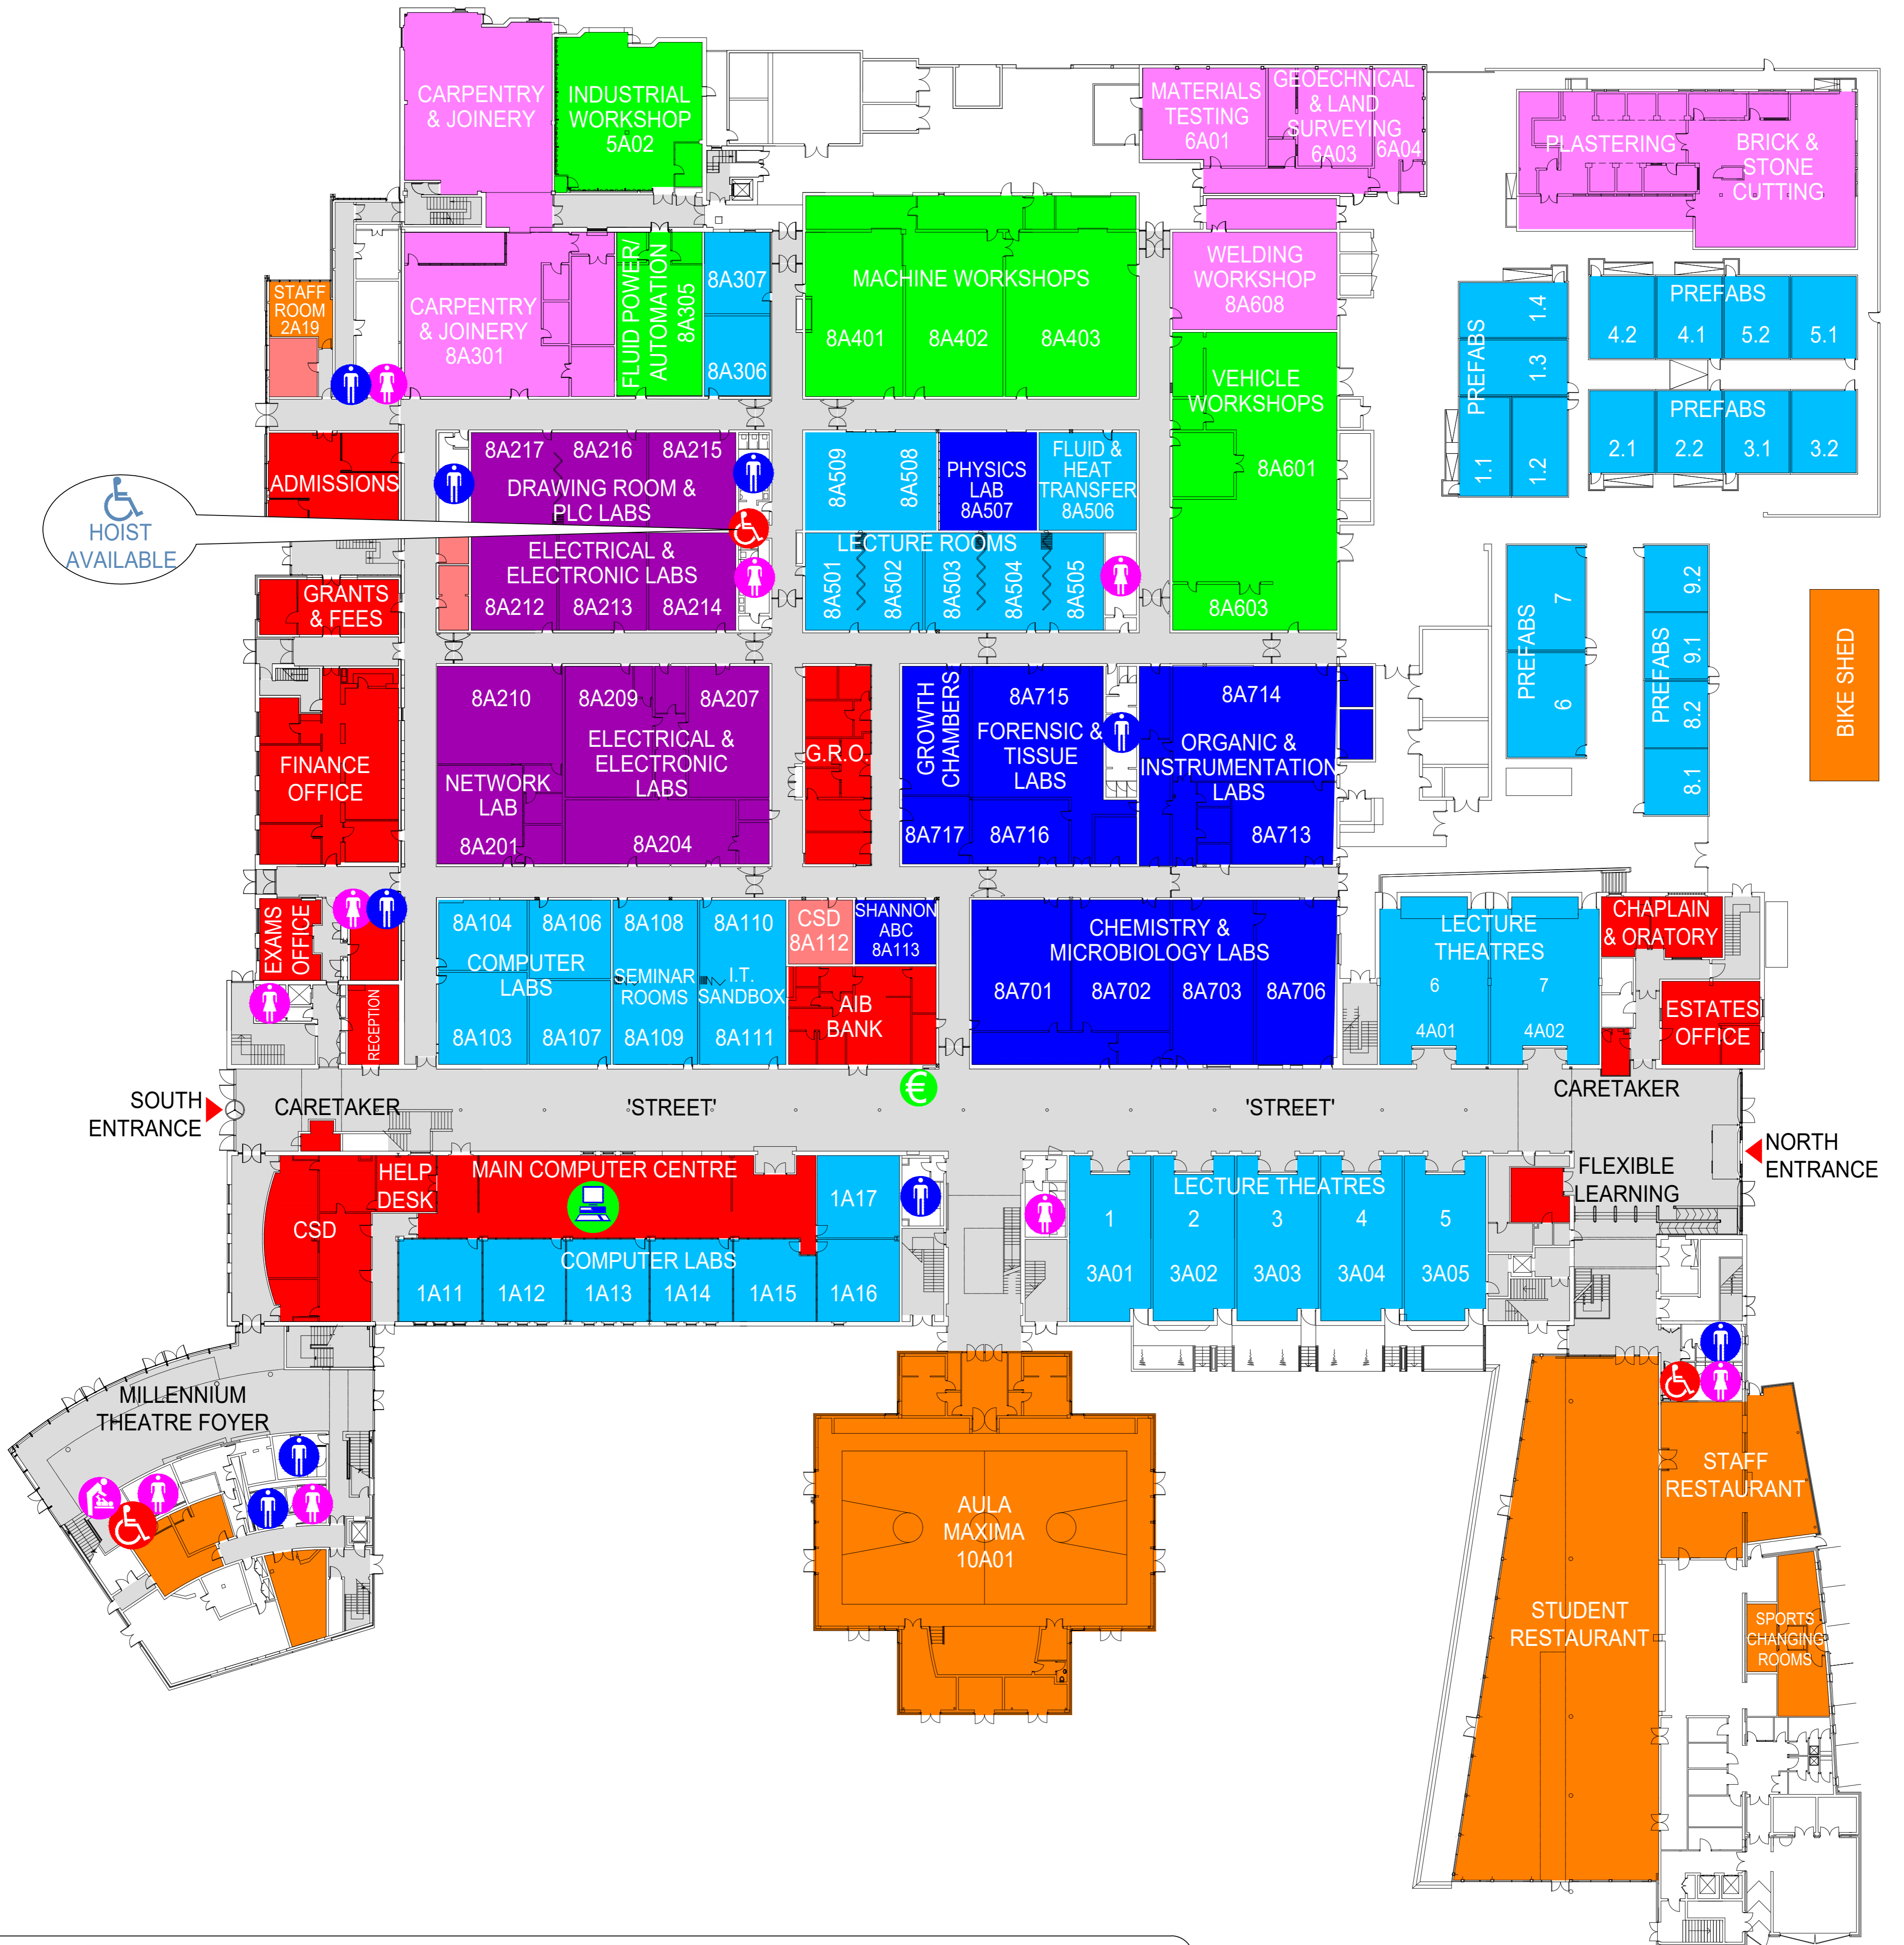 CARPENTRY
& JOINERY
INDUSTRIAL
WORKSHOP
5A02
MATERIALS
TESTING
6A01
GEOECHNICAL
& LAND
SURVEYING
6A03
6A04
PLASTERING
BRICK &
STONE
CUTTING
STAFF
ROOM
2A19
CARPENTRY
& JOINERY
8A301
FLUID POWER/
AUTOMATION
8A305
8A307
8A306
MACHINE WORKSHOPS
8A401
8A402
8A403
WELDING
WORKSHOP
8A608
VEHICLE
WORKSHOPS
8A601
8A603
PREFABS
1.4
1.3
1.1
1.2
PREFABS
4.2
4.1
5.2
5.1
PREFABS
2.1
2.2
3.1
3.2
ADMISSIONS
HOIST
AVAILABLE
8A217
8A216
8A215
DRAWING ROOM &
PLC LABS
ELECTRICAL &
ELECTRONIC LABS
8A212
8A213
8A214
8A509
8A508
PHYSICS
LAB
8A507
FLUID &
HEAT
TRANSFER
8A506
LECTURE ROOMS
8A501
8A502
8A503
8A504
8A505
GRANTS
& FEES
PREFABS
7
6
PREFABS
9.2
9.1
8.2
8.1
BIKE SHED
FINANCE
OFFICE
8A210
8A209
8A207
ELECTRICAL &
ELECTRONIC
LABS
NETWORK
LAB
8A201
8A204
G.R.O.
GROWTH
CHAMBERS
8A715
FORENSIC &
TISSUE
LABS
8A717
8A716
8A714
ORGANIC &
INSTRUMENTATION
LABS
8A713
EXAMS
OFFICE
RECEPTION
8A104
8A106
8A108
8A110
COMPUTER
LABS
SEMINAR
ROOMS
I.T.
SANDBOX
8A103
8A107
8A109
8A111
CSD
8A112
SHANNON
ABC
8A113
AIB
BANK
CHEMISTRY &
MICROBIOLOGY LABS
8A701
8A702
8A703
8A706
LECTURE
THEATRES
6
7
4A01
4A02
CHAPLAIN
& ORATORY
ESTATES
OFFICE
€
SOUTH
ENTRANCE
CARETAKER
'STREET'
'STREET'
CARETAKER
NORTH
ENTRANCE
FLEXIBLE
LEARNING
CSD
HELP
DESK
MAIN COMPUTER CENTRE
1A17
COMPUTER LABS
1A11
1A12
1A13
1A14
1A15
1A16
LECTURE THEATRES
1
2
3
4
5
3A01
3A02
3A03
3A04
3A05
MILLENNIUM
THEATRE FOYER
AULA
MAXIMA
10A01
STAFF
RESTAURANT
STUDENT
RESTAURANT
SPORTS
CHANGING
ROOMS